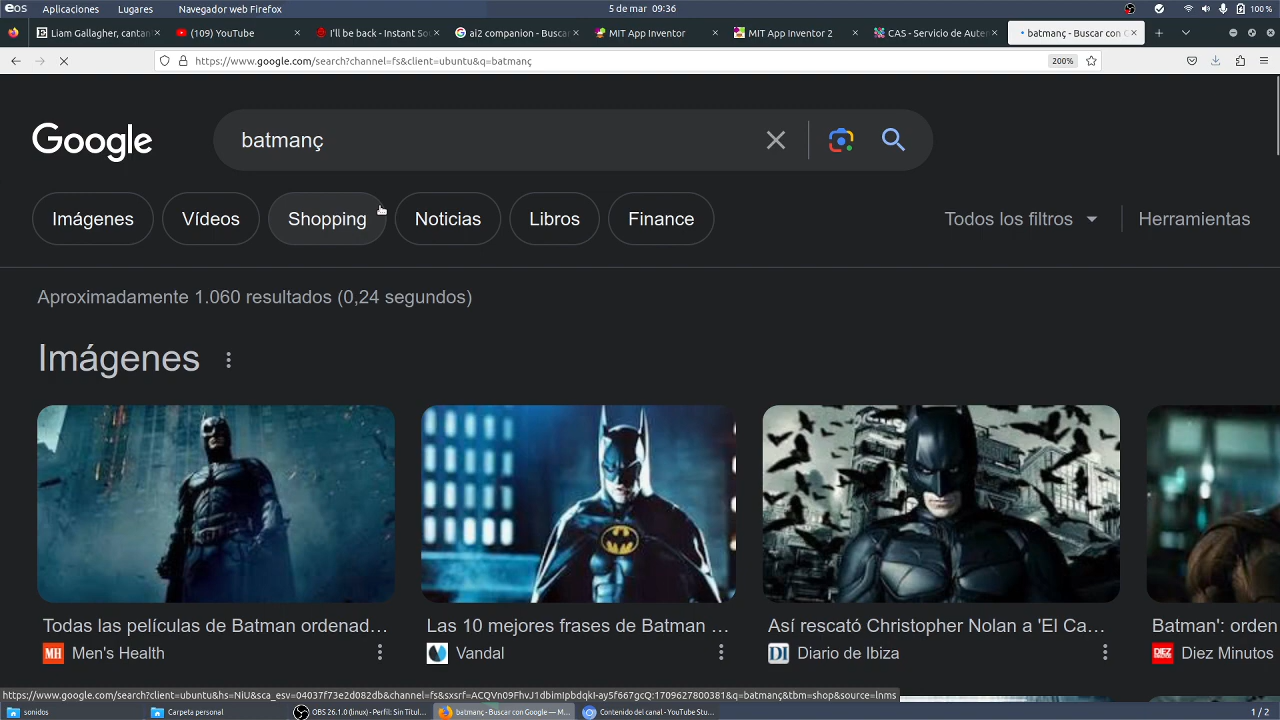 eos Aplicaciones Lugares Navegador web Firefox 5 de mar 09:36 100 %
Liam Gallagher, cantan (109) YouTube I'll be back - Instant So ai2 companion - Busca MIT App Inventor MIT App Inventor 2 CAS - Servicio de Auten batmanç - Buscar con G
https://www.google.com/search?channel=fs&client=ubuntu&q=batmanç 200%
Google batmanç
Imágenes Vídeos Shopping Noticias Libros Finance Todos los filtros Herramientas
Aproximadamente 1.060 resultados (0,24 segundos)
Imágenes
Todas las películas de Batman ordenad… Las 10 mejores frases de Batman … Así rescató Christopher Nolan a 'El Ca… Batman': orden
MH Men's Health Vandal DI Diario de Ibiza DIEZ MINUTOS Diez Minutos
https://www.google.com/search?client=ubuntu&hs=NiU&sca_esv=04037f73e2d082db&channel=fs&sxsrf=ACQVn09FhvJ1dbimIpbdqkI-ay5f667gcQ:1709627800381&q=batmanç&tbm=shop&source=lnms
sonidos Carpeta personal OBS 26.1.0 (linux) - Perfil: Sin Títul… batmanç - Buscar con Google — M… Contenido del canal - YouTube Stu… 1 / 2